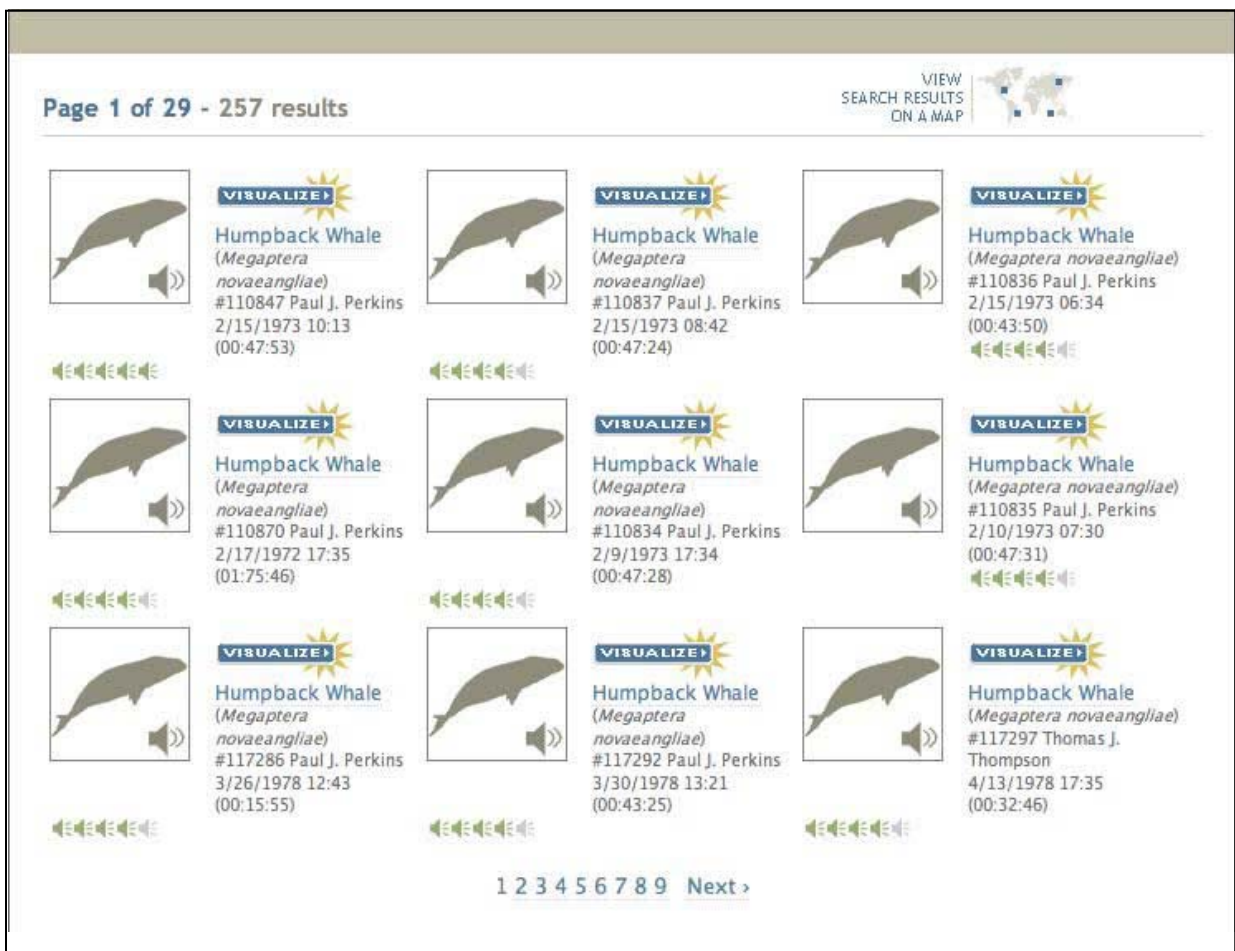 Page 1 of 29 - 257 results
VIEW
SEARCH RESULTS
ON A MAP
VISUALIZE
Humpback Whale
(Megaptera
novaeangliae)
#110847 Paul J. Perkins
2/15/1973 10:13
(00:47:53)
VISUALIZE
Humpback Whale
(Megaptera
novaeangliae)
#110837 Paul J. Perkins
2/15/1973 08:42
(00:47:24)
VISUALIZE
Humpback Whale
(Megaptera novaeangliae)
#110836 Paul J. Perkins
2/15/1973 06:34
(00:43:50)
VISUALIZE
Humpback Whale
(Megaptera
novaeangliae)
#110870 Paul J. Perkins
2/17/1972 17:35
(01:75:46)
VISUALIZE
Humpback Whale
(Megaptera
novaeangliae)
#110834 Paul J. Perkins
2/9/1973 17:34
(00:47:28)
VISUALIZE
Humpback Whale
(Megaptera novaeangliae)
#110835 Paul J. Perkins
2/10/1973 07:30
(00:47:31)
VISUALIZE
Humpback Whale
(Megaptera
novaeangliae)
#117286 Paul J. Perkins
3/26/1978 12:43
(00:15:55)
VISUALIZE
Humpback Whale
(Megaptera
novaeangliae)
#117292 Paul J. Perkins
3/30/1978 13:21
(00:43:25)
VISUALIZE
Humpback Whale
(Megaptera novaeangliae)
#117297 Thomas J.
Thompson
4/13/1978 17:35
(00:32:46)
1 2 3 4 5 6 7 8 9 Next ›